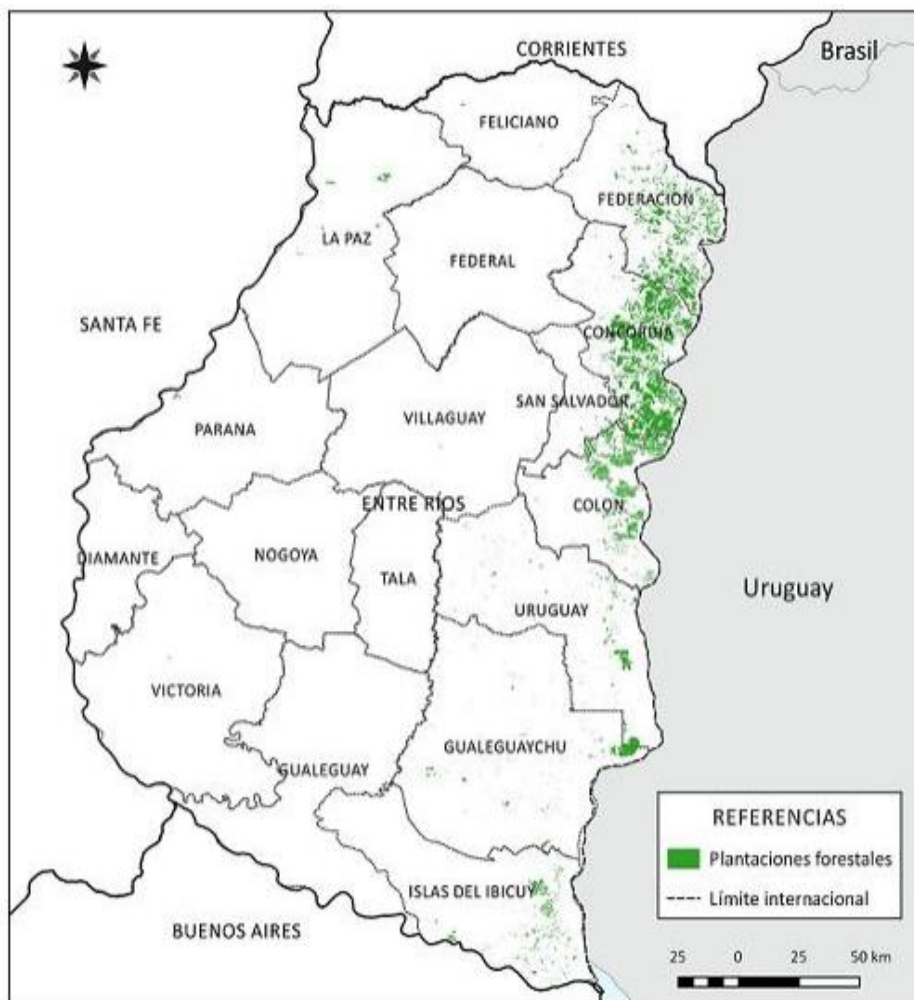 CORRIENTES
Brasil
FELICIANO
FEDERACION
LA PAZ
FEDERAL
SANTA FE
CONCORDIA
SAN SALVADOR
PARANA
VILLAGUAY
ENTRE RÍOS
COLON
DIAMANTE
NOGOYA
TALA
Uruguay
URUGUAY
VICTORIA
GUALEGUAYCHU
GUALEGUAY
REFERENCIAS
Plantaciones forestales
Límite internacional
ISLAS DEL IBICUY
BUENOS AIRES
25 0 25 50 km